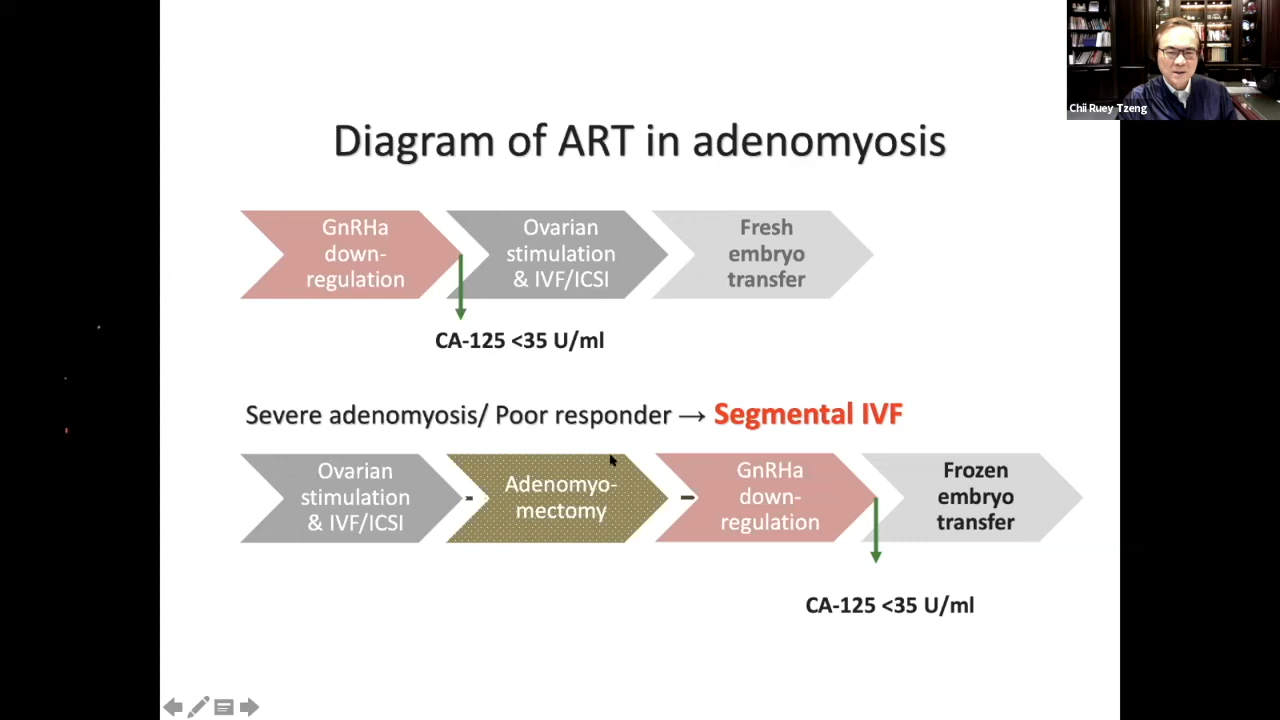 Chii Ruey Tzeng
Diagram of ART in adenomyosis
GnRHa
down-
regulation
Ovarian
stimulation
& IVF/ICSI
Fresh
embryo
transfer
CA-125 <35 U/ml
Severe adenomyosis/ Poor responder → Segmental IVF
Ovarian
stimulation
& IVF/ICSI
-
Adenomyo-
mectomy
–
GnRHa
down-
regulation
Frozen
embryo
transfer
CA-125 <35 U/ml